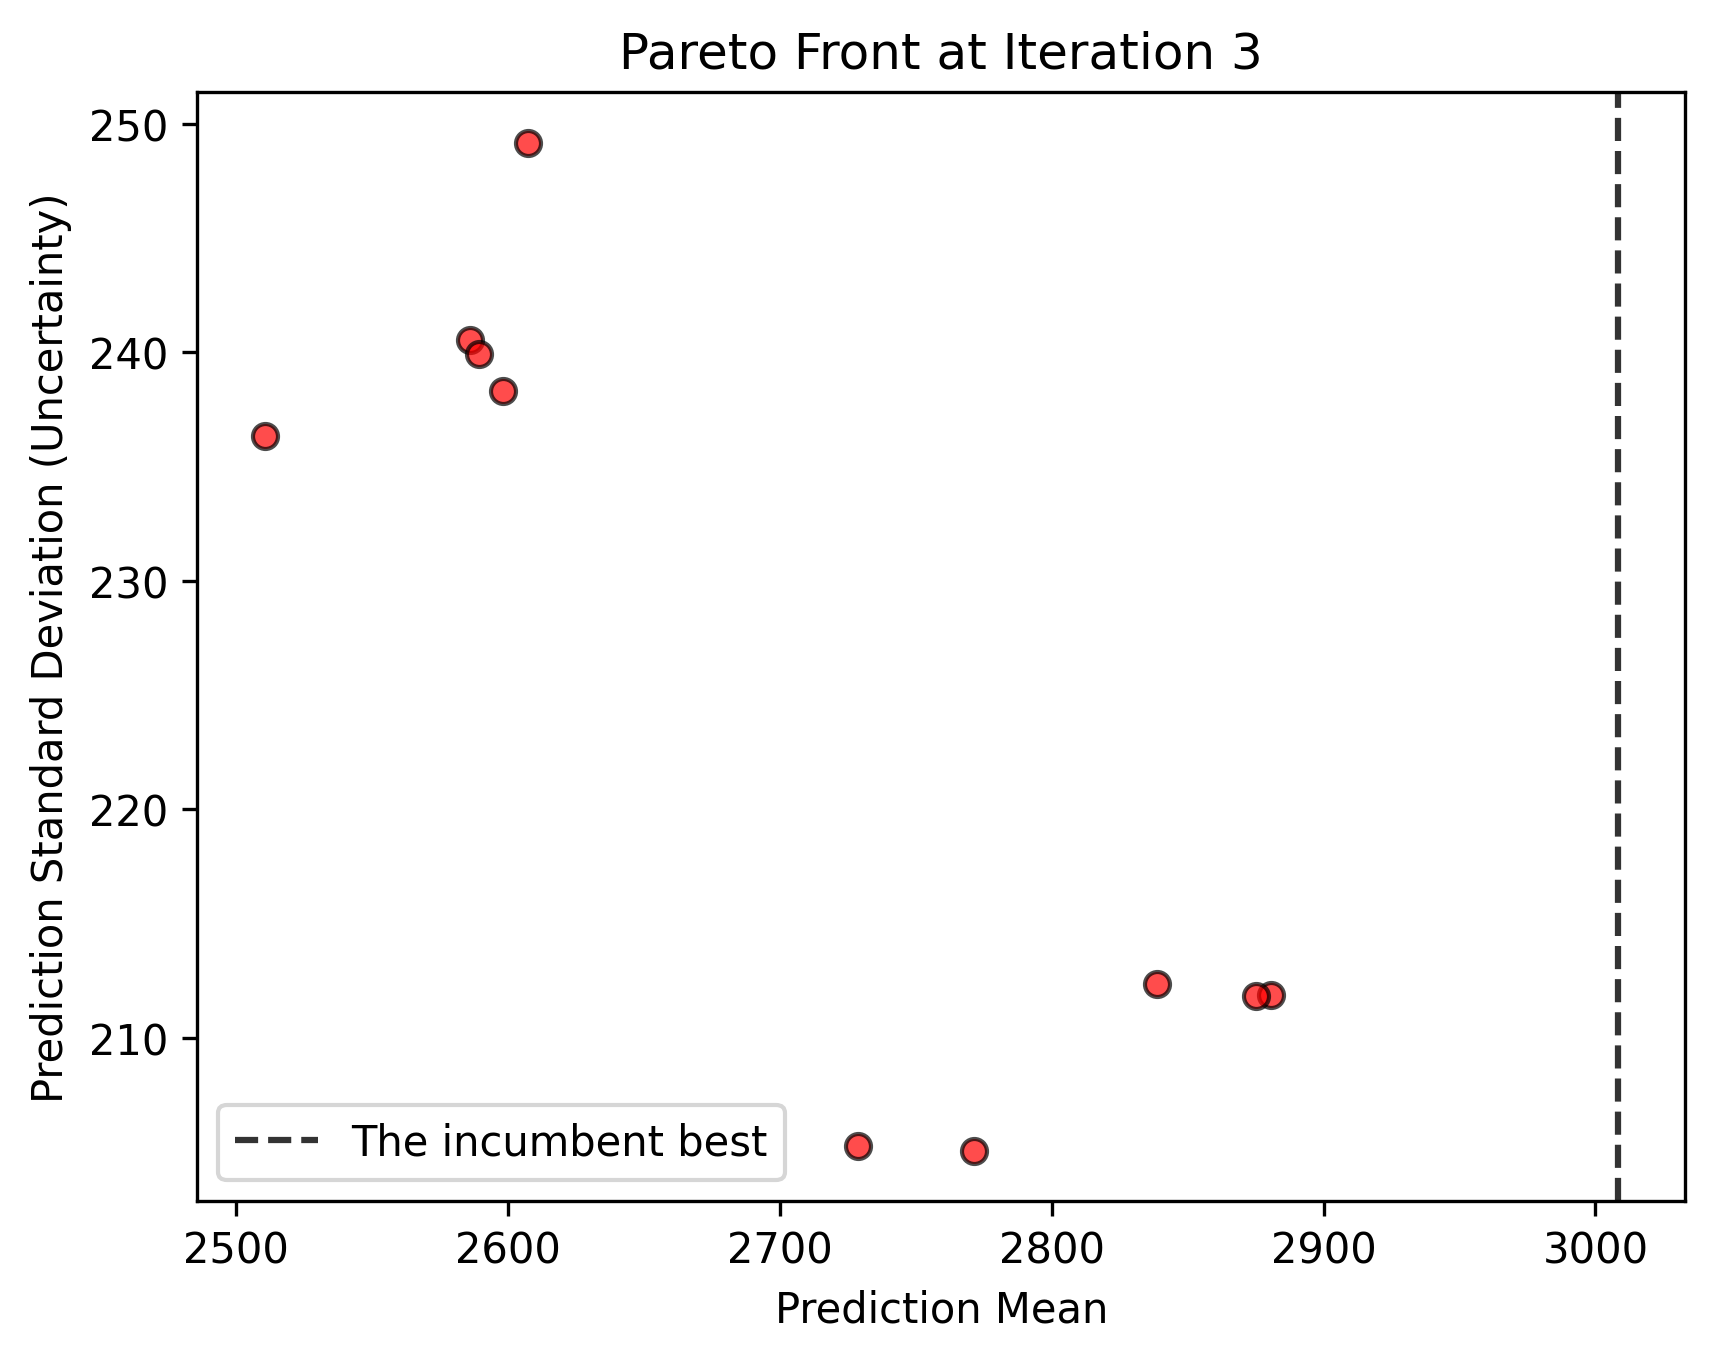 Pareto Front at Iteration 3
Prediction Standard Deviation (Uncertainty)
250
240
230
220
210
The incumbent best
2500 2600 2700 2800 2900 3000
Prediction Mean